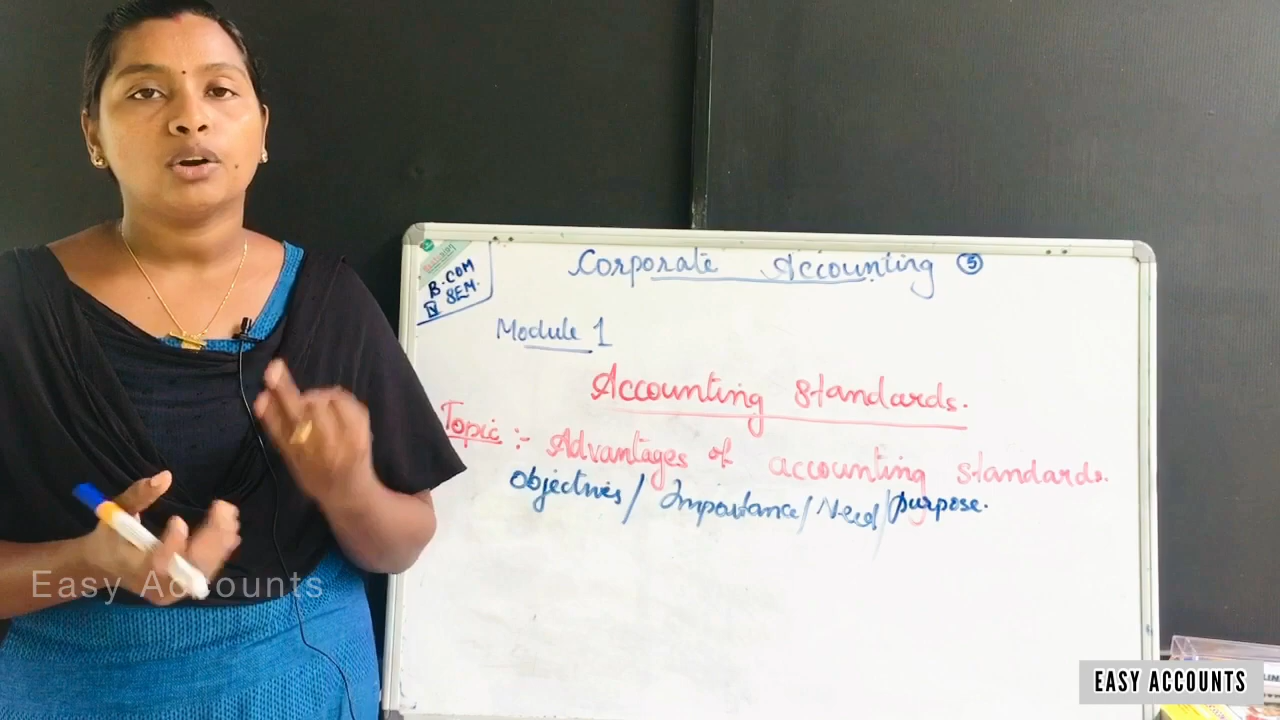 Corporate Accounting 5
B.COM
IV SEM.
Module 1
Accounting Standards.
Topic :- Advantages of accounting standards.
Objectives/ Importance/ Need/ purpose.
Easy Accounts
EASY ACCOUNTS